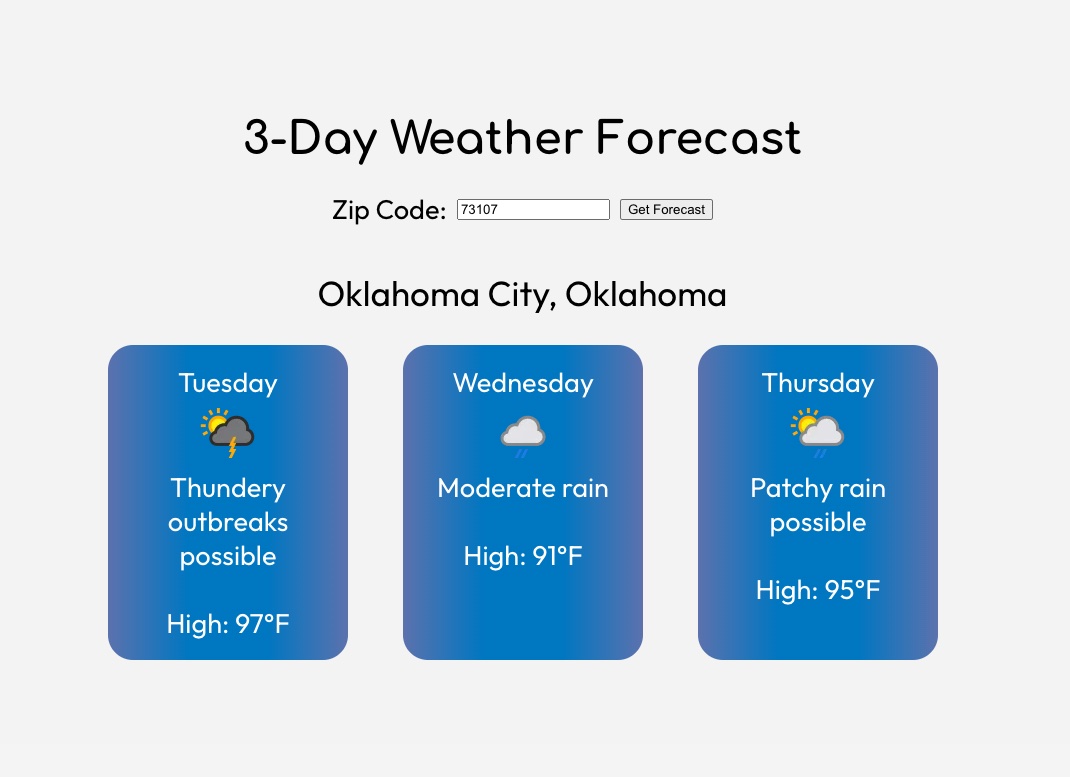 3-Day Weather Forecast
Zip Code: 73107 Get Forecast
Oklahoma City, Oklahoma
Tuesday
Thundery
outbreaks
possible
High: 97°F
Wednesday
Moderate rain
High: 91°F
Thursday
Patchy rain
possible
High: 95°F